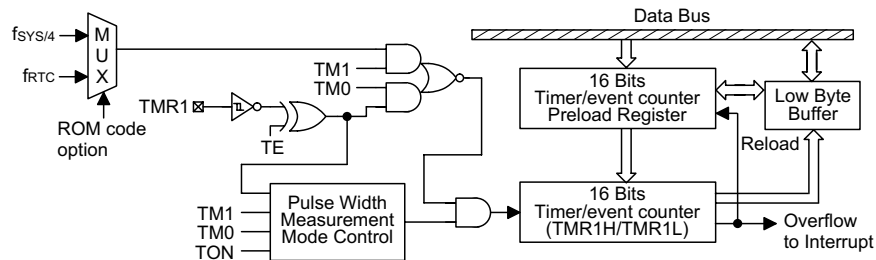 fSYS/4
fRTC
M
U
X
ROM code
option
TMR1
TE
TM1
TM0
TM1
TM0
TON
Pulse Width
Measurement
Mode Control
Data Bus
16 Bits
Timer/event counter
Preload Register
Low Byte
Buffer
Reload
16 Bits
Timer/event counter
(TMR1H/TMR1L)
Overflow
to Interrupt